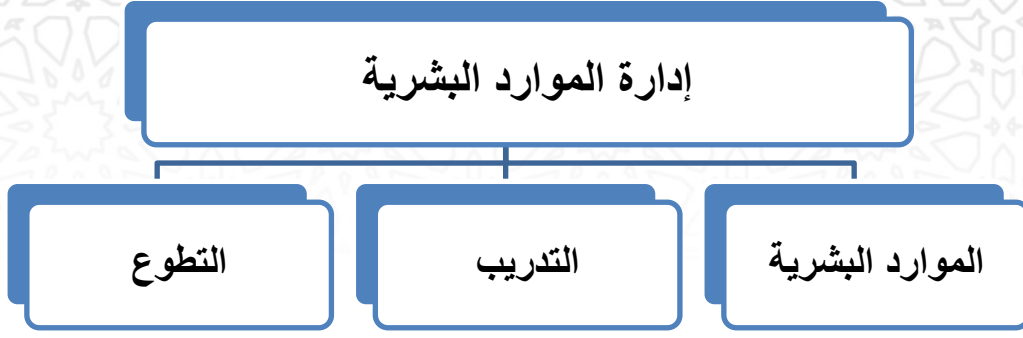 إدارة الموارد البشرية
الموارد البشرية
التدريب
التطوع